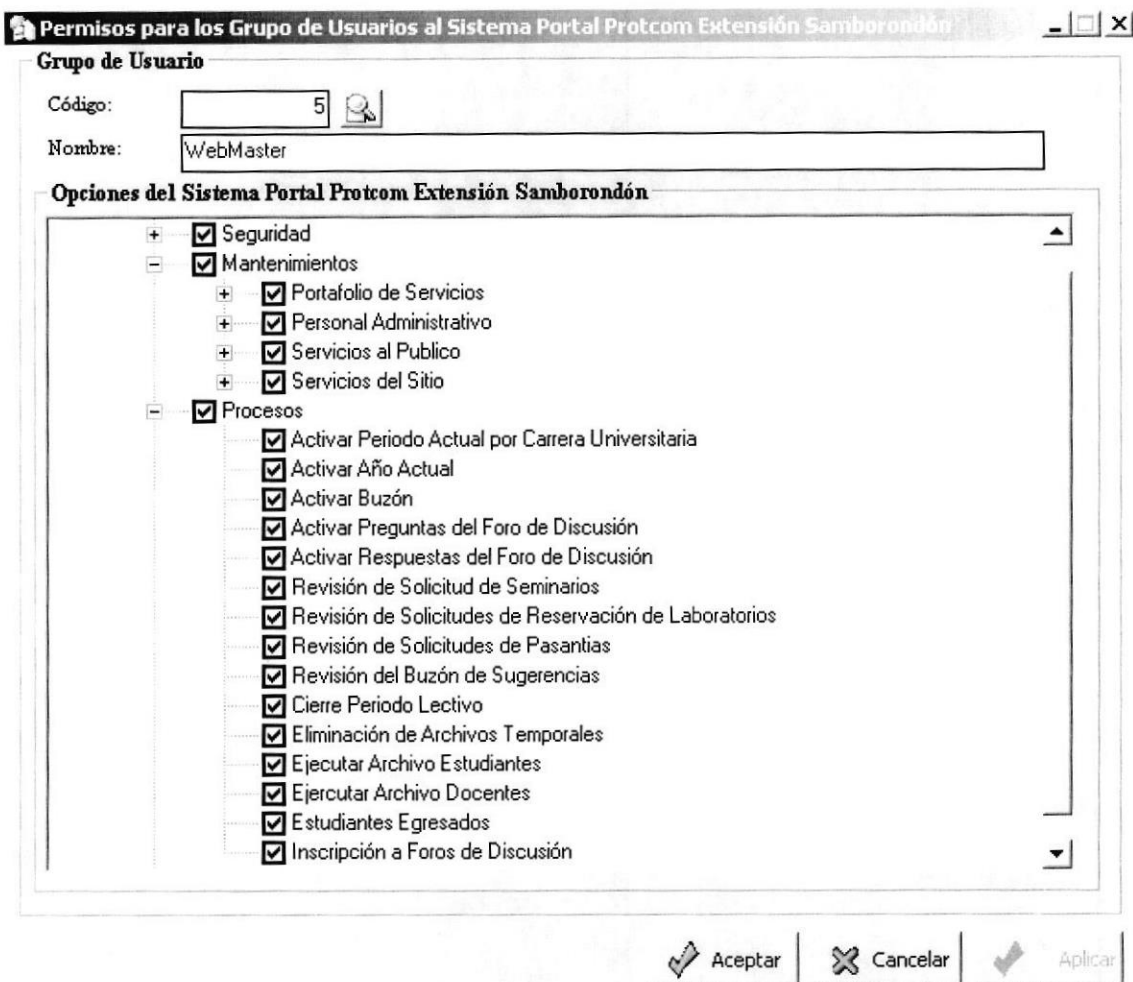 Permisos para los Grupo de Usuarios al Sistema Portal Protcom Extensión Samborondón
Grupo de Usuario
Código: 5
Nombre: WebMaster
Opciones del Sistema Portal Protcom Extensión Samborondón
Seguridad
Mantenimientos
Portafolio de Servicios
Personal Administrativo
Servicios al Publico
Servicios del Sitio
Procesos
Activar Periodo Actual por Carrera Universitaria
Activar Año Actual
Activar Buzón
Activar Preguntas del Foro de Discusión
Activar Respuestas del Foro de Discusión
Revisión de Solicitud de Seminarios
Revisión de Solicitudes de Reservación de Laboratorios
Revisión de Solicitudes de Pasantias
Revisión del Buzón de Sugerencias
Cierre Periodo Lectivo
Eliminación de Archivos Temporales
Ejecutar Archivo Estudiantes
Ejercutar Archivo Docentes
Estudiantes Egresados
Inscripción a Foros de Discusión
Aceptar Cancelar Aplicar